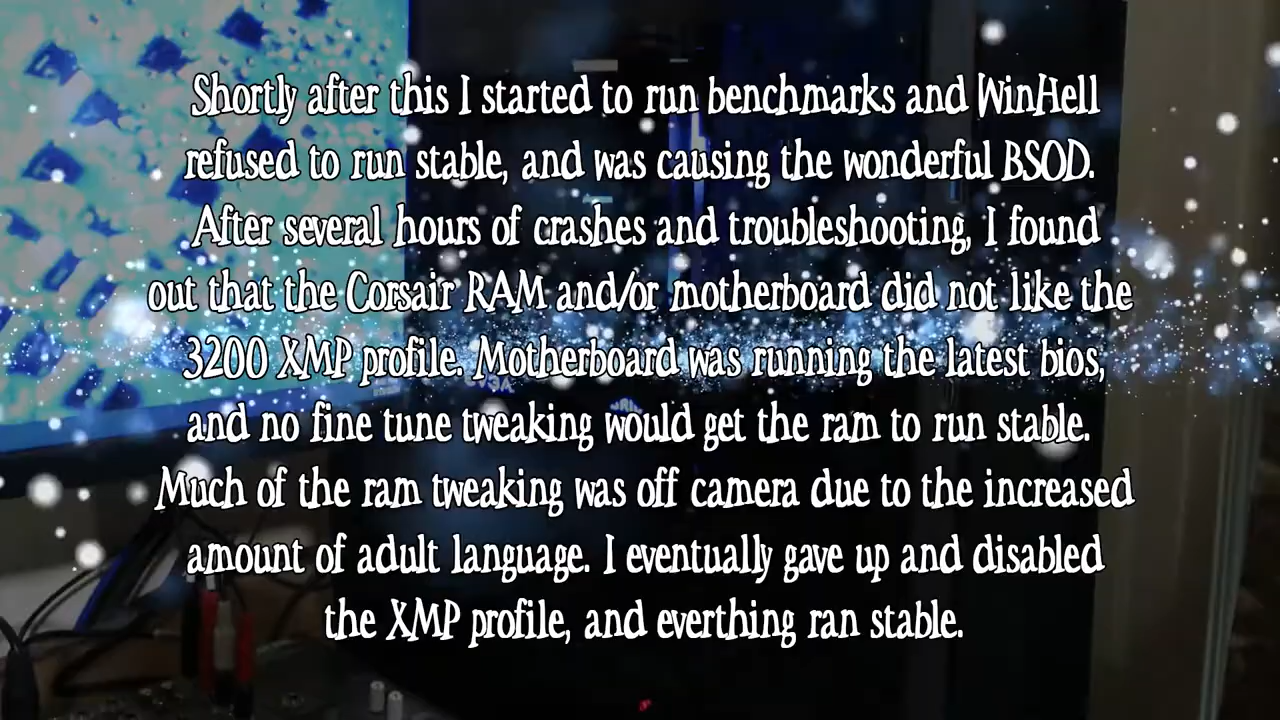 Shortly after this I started to run benchmarks and WinHell
refused to run stable, and was causing the wonderful BSOD.
After several hours of crashes and troubleshooting, I found
out that the Corsair RAM and/or motherboard did not like the
3200 XMP profile. Motherboard was running the latest bios,
and no fine tune tweaking would get the ram to run stable.
Much of the ram tweaking was off camera due to the increased
amount of adult language. I eventually gave up and disabled
the XMP profile, and everthing ran stable.